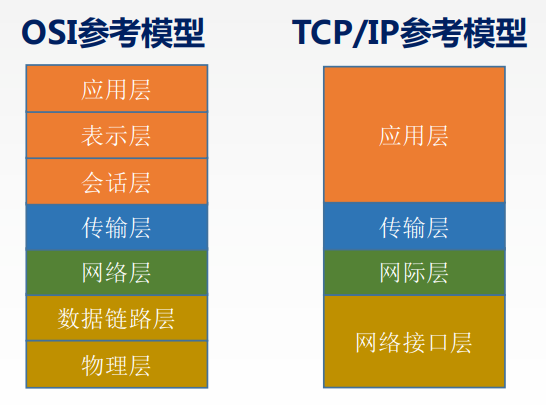 OSI参考模型
应用层
表示层
会话层
传输层
网络层
数据链路层
物理层
TCP/IP参考模型
应用层
传输层
网际层
网络接口层